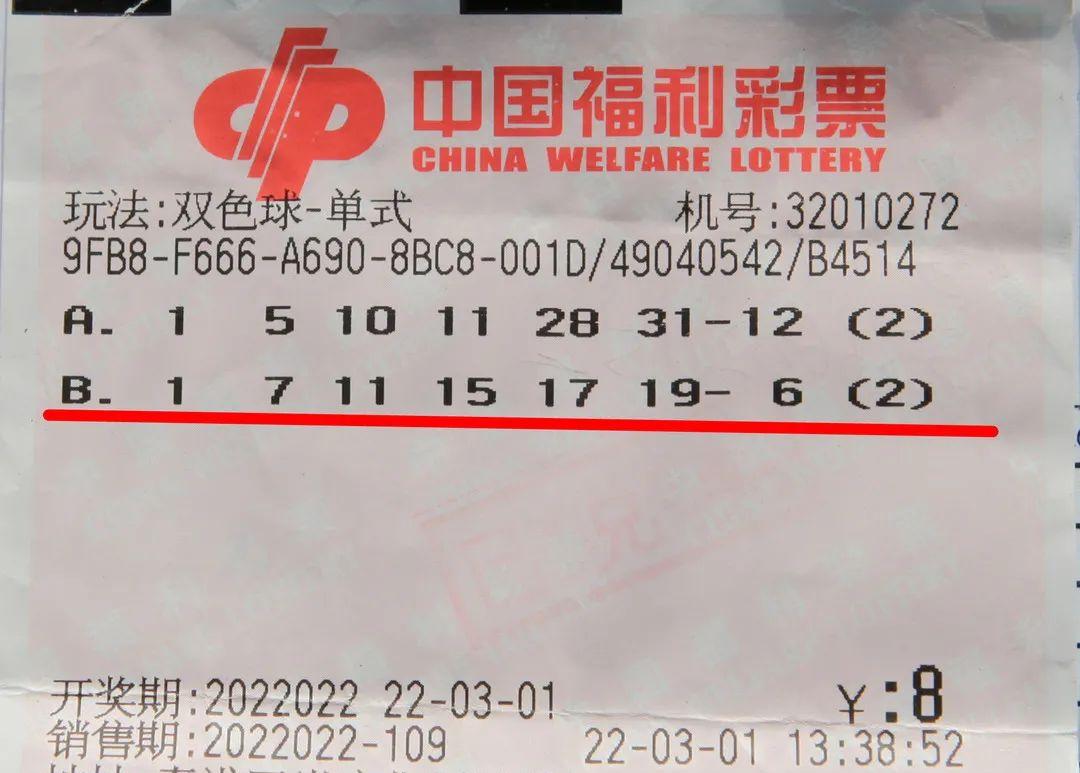 中国福利彩票
CHINA WELFARE LOTTERY
玩法:双色球-单式 机号:32010272
9FB8-F666-A690-8BC8-001D/49040542/B4514
A. 1 5 10 11 28 31-12 (2)
B. 1 7 11 15 17 19- 6 (2)
开奖期:2022022 22-03-01 ¥:8
销售期:2022022-109 22-03-01 13:38:52